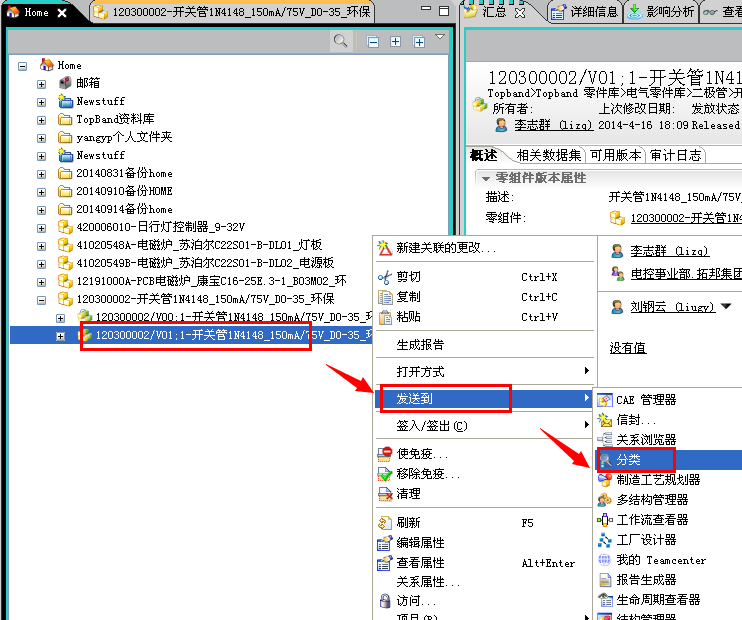 Home
120300002-开关管1N4148_150mA/75V_DO-35_环保
Home
邮箱
Newstuff
TopBand资料库
yangyp个人文件夹
Newstuff
20140831备份home
20140910备份HOME
20140914备份home
420006010-日行灯控制器_9-32V
41020548A-电磁炉_苏泊尔C22S01-B-DL01_灯板
41020549B-电磁炉_苏泊尔C22S01-B-DL02_电源板
12191000A-PCB电磁炉_康宝C16-25E.3-1_B03M02_环
120300002-开关管1N4148_150mA/75V_DO-35_环保
120300002/V00;1-开关管1N4148_150mA/75V_DO-35_环
120300002/V01;1-开关管1N4148_150mA/75V_DO-35_环
新建关联的更改...
剪切 Ctrl+X
复制 Ctrl+C
粘贴 Ctrl+V
生成报告
打开方式
发送到
签入/签出(C)
使免疫...
移除免疫...
清理
刷新 F5
编辑属性
查看属性 Alt+Enter
关系属性...
访问...
项目(R)
CAE 管理器
信封...
关系浏览器
分类
制造工艺规划器
多结构管理器
工作流查看器
工厂设计器
我的 Teamcenter
报告生成器
生命周期查看器
结构管理器
汇总
详细信息
影响分析
查看
120300002/V01;1-开关管1N41
Topband>Topband 零件库>电气零件库>二极管>开
所有者: 上次修改日期: 发放状态
李志群 (lizq) 2014-4-16 18:09 Released
概述 相关数据集 可用版本 审计日志
零组件版本属性
描述: 开关管1N4148_150mA/75V_
零组件: 120300002-开关管1N4
李志群 (lizq)
电控事业部.拓邦集团
刘钢云 (liugy)
没有值